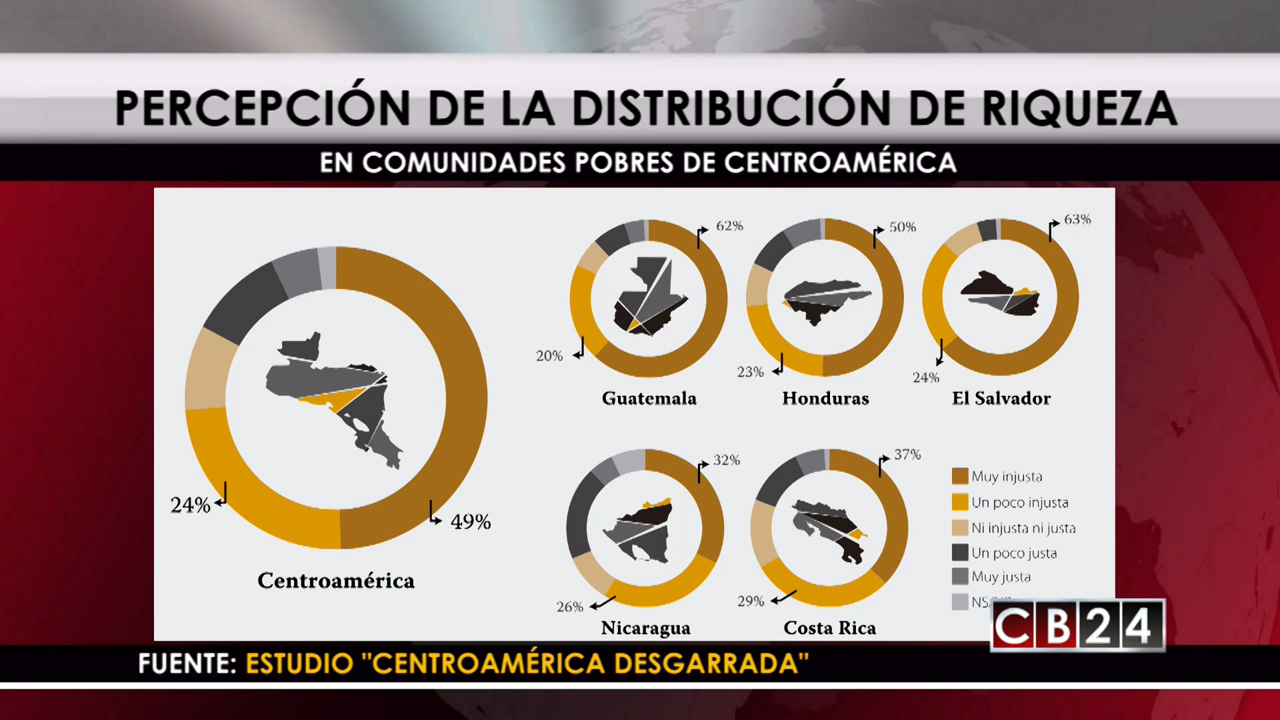 PERCEPCIÓN DE LA DISTRIBUCIÓN DE RIQUEZA
EN COMUNIDADES POBRES DE CENTROAMÉRICA
24%
49%
Centroamérica
62%
20%
Guatemala
50%
23%
Honduras
63%
24%
El Salvador
32%
26%
Nicaragua
37%
29%
Costa Rica
Muy injusta
Un poco injusta
Ni injusta ni justa
Un poco justa
Muy justa
CB24
FUENTE: ESTUDIO "CENTROAMÉRICA DESGARRADA"